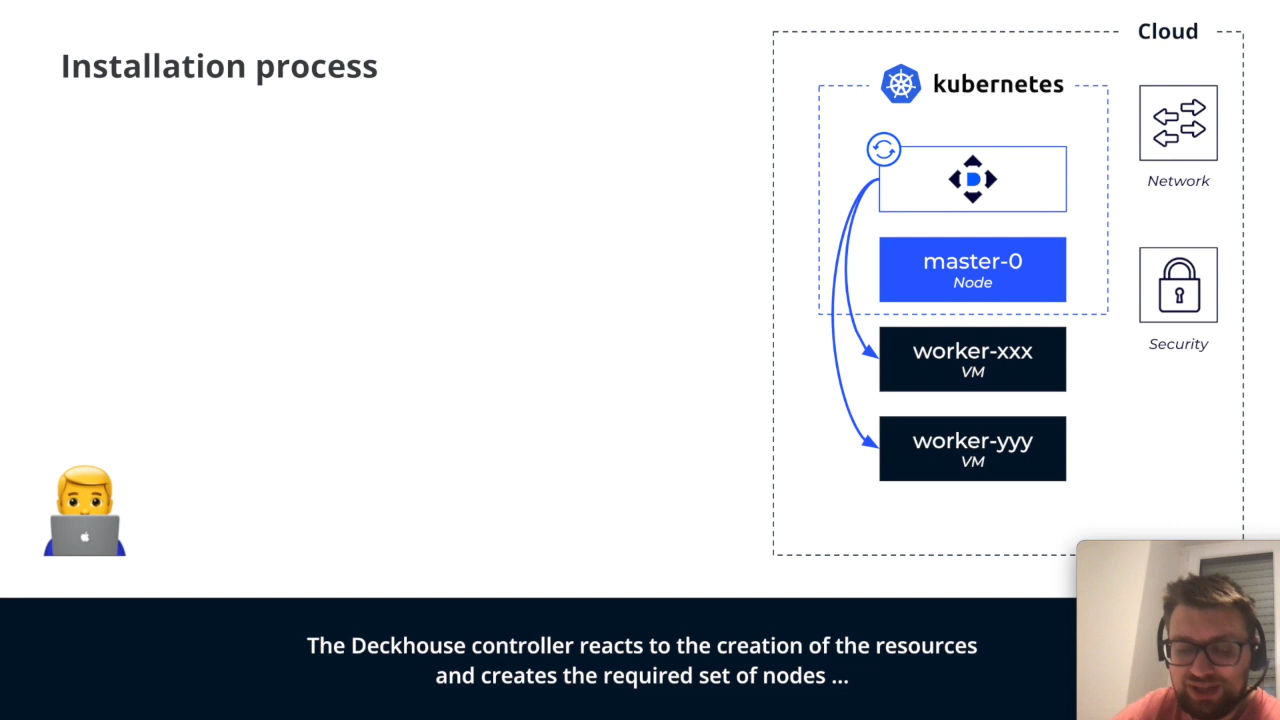 Installation process
Cloud
kubernetes
D
Network
master-0
Node
Security
worker-xxx
VM
worker-yyy
VM
The Deckhouse controller reacts to the creation of the resources
and creates the required set of nodes ...